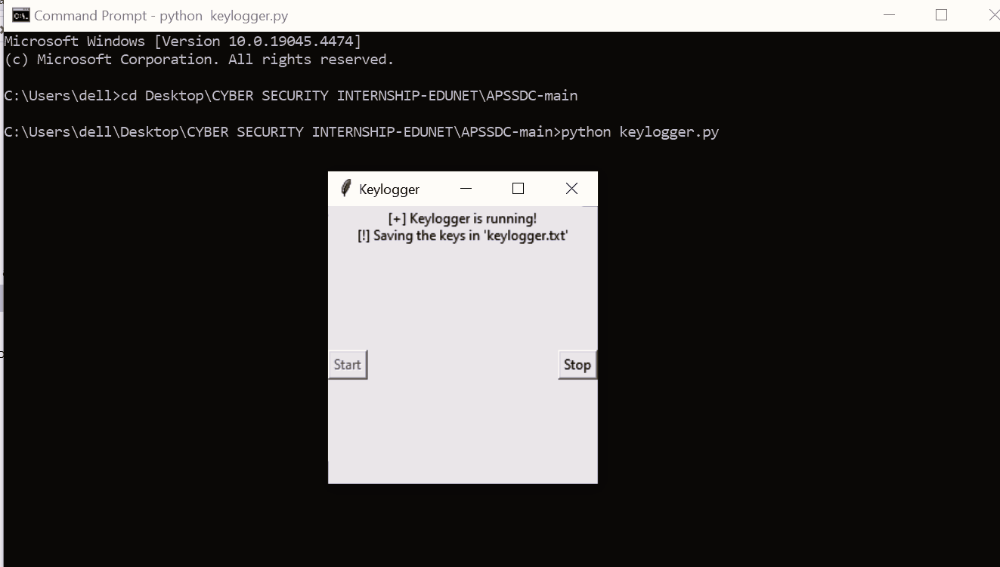 Command Prompt - python  keylogger.py
Microsoft Windows [Version 10.0.19045.4474]
(c) Microsoft Corporation. All rights reserved.
C:\Users\dell>cd Desktop\CYBER SECURITY INTERNSHIP-EDUNET\APSSDC-main
C:\Users\dell\Desktop\CYBER SECURITY INTERNSHIP-EDUNET\APSSDC-main>python keylogger.py
Keylogger
[+] Keylogger is running!
[!] Saving the keys in 'keylogger.txt'
Start
Stop